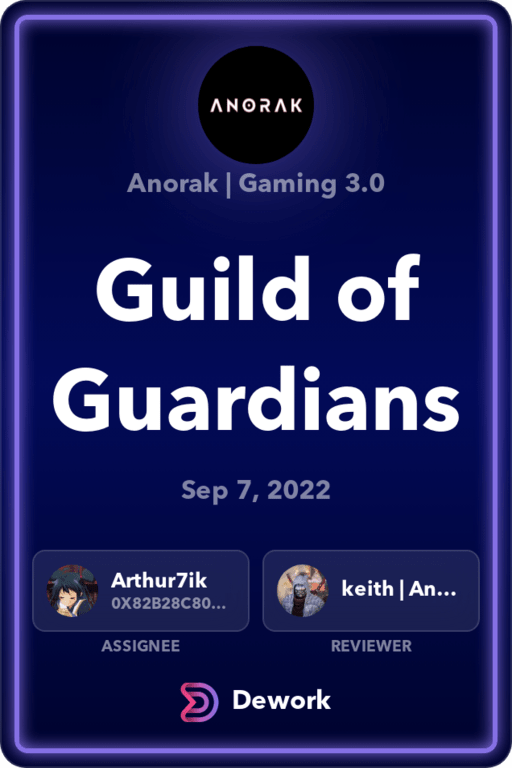 ANORAK
Anorak | Gaming 3.0
Guild of
Guardians
Sep 7, 2022
Arthur7ik
0X82B28C80...
keith | An...
ASSIGNEE
REVIEWER
Dework